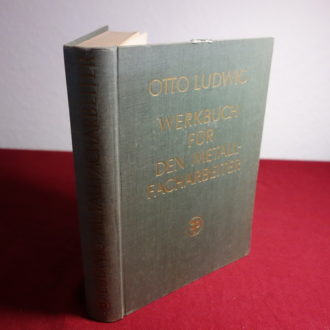 OTTO LUDWIG
WERKBUCH
FÜR
DEN METALL-
FACHARBEITER